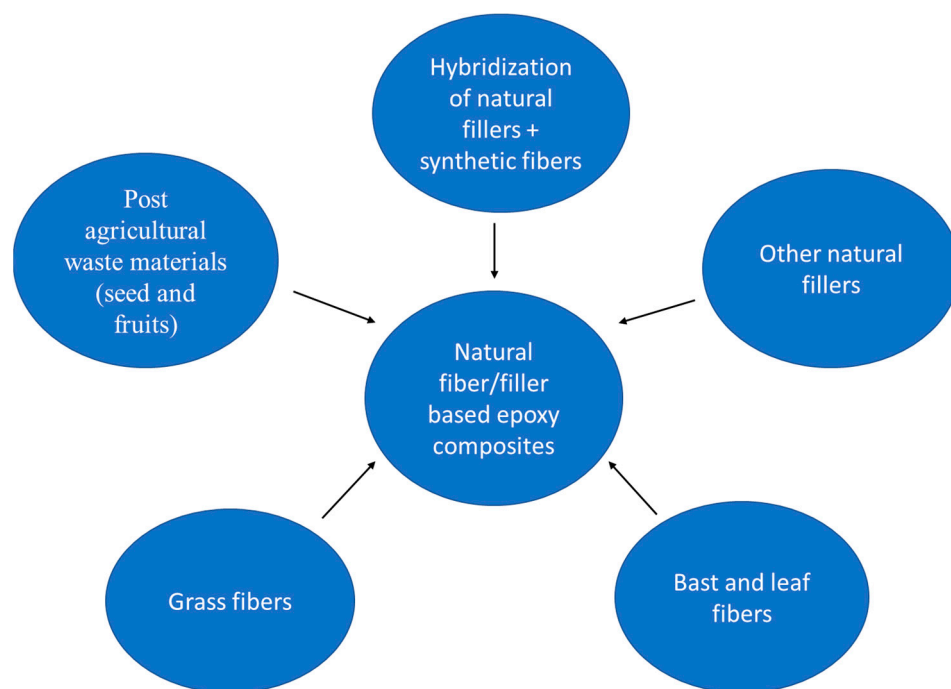 Hybridization
of natural
fillers +
synthetic fibers
Post
agricultural
waste materials
(seed and
fruits)
Other natural
fillers
Natural
fiber/filler
based epoxy
composites
Grass fibers
Bast and leaf
fibers